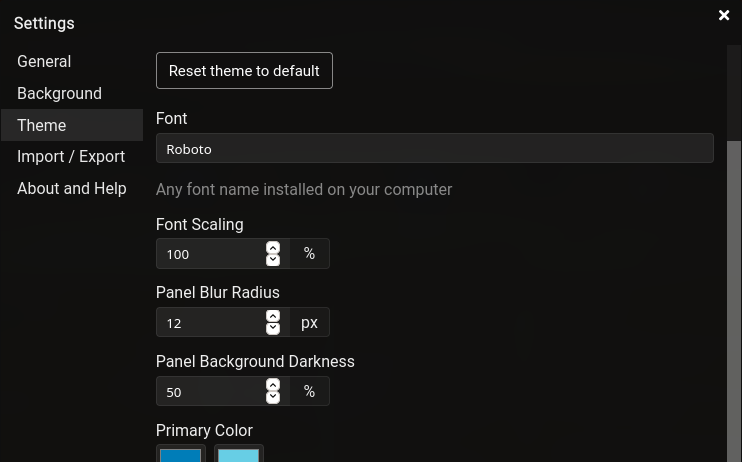 Settings
General
Background
Theme
Import / Export
About and Help
Reset theme to default
Font
Roboto
Any font name installed on your computer
Font Scaling
100 %
Panel Blur Radius
12 px
Panel Background Darkness
50 %
Primary Color